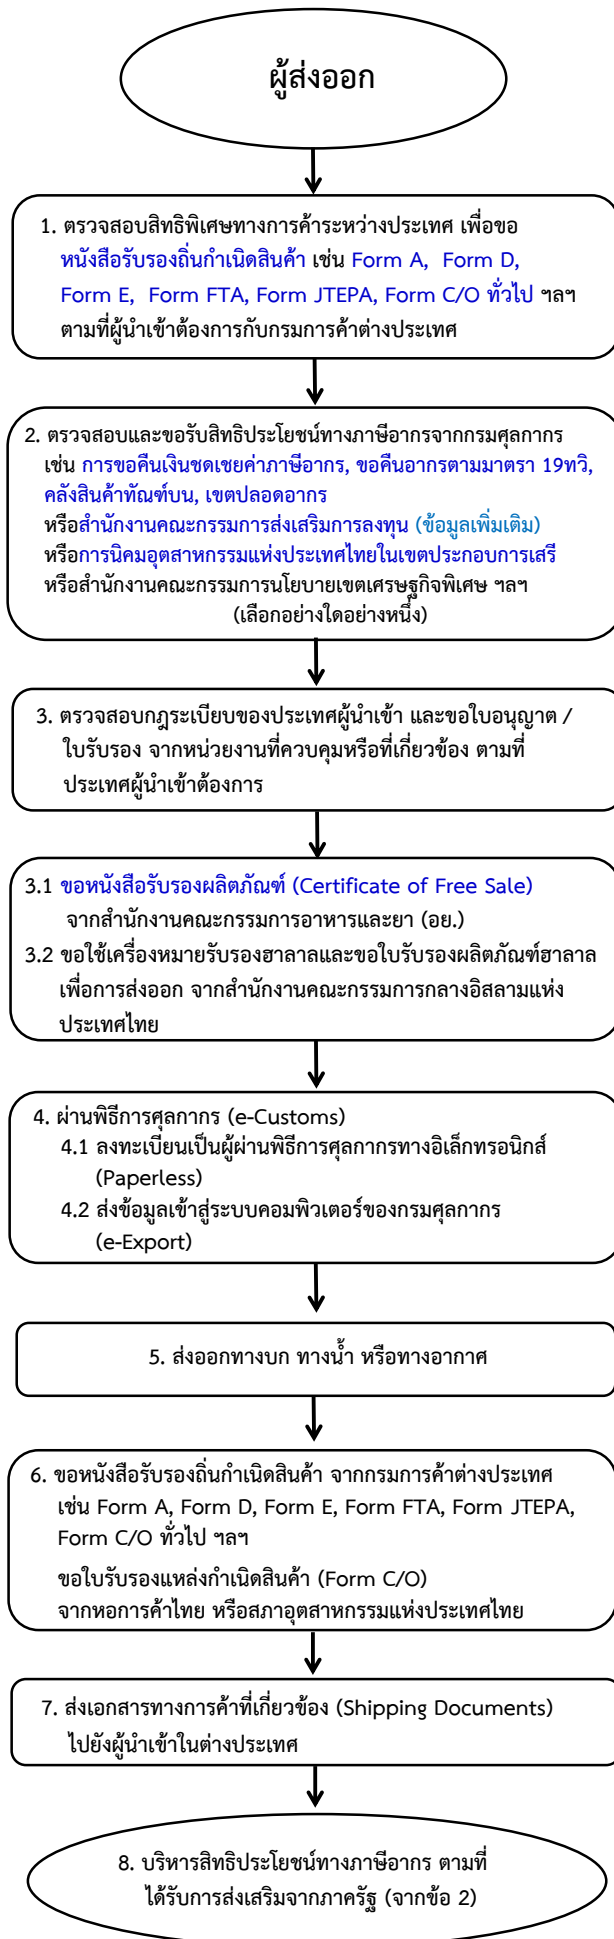 ผู้ส่งออก
1. ตรวจสอบสิทธิพิเศษทางการค้าระหว่างประเทศ เพื่อขอ
หนังสือรับรองถิ่นกำเนิดสินค้า เช่น Form A, Form D,
Form E, Form FTA, Form JTEPA, Form C/O ทั่วไป ฯลฯ
ตามที่ผู้นำเข้าต้องการกับกรมการค้าต่างประเทศ
2. ตรวจสอบและขอรับสิทธิประโยชน์ทางภาษีอากรจากกรมศุลกากร
เช่น การขอคืนเงินชดเชยค่าภาษีอากร, ขอคืนอากรตามมาตรา 19ทวิ,
คลังสินค้าทัณฑ์บน, เขตปลอดอากร
หรือสำนักงานคณะกรรมการส่งเสริมการลงทุน (ข้อมูลเพิ่มเติม)
หรือการนิคมอุตสาหกรรมแห่งประเทศไทยในเขตประกอบการเสรี
หรือสำนักงานคณะกรรมการนโยบายเขตเศรษฐกิจพิเศษ ฯลฯ
(เลือกอย่างใดอย่างหนึ่ง)
3. ตรวจสอบกฎระเบียบของประเทศผู้นำเข้า และขอใบอนุญาต /
ใบรับรอง จากหน่วยงานที่ควบคุมหรือที่เกี่ยวข้อง ตามที่
ประเทศผู้นำเข้าต้องการ
3.1 ขอหนังสือรับรองผลิตภัณฑ์ (Certificate of Free Sale)
จากสำนักงานคณะกรรมการอาหารและยา (อย.)
3.2 ขอใช้เครื่องหมายรับรองฮาลาลและขอใบรับรองผลิตภัณฑ์ฮาลาล
เพื่อการส่งออก จากสำนักงานคณะกรรมการกลางอิสลามแห่ง
ประเทศไทย
4. ผ่านพิธีการศุลกากร (e-Customs)
4.1 ลงทะเบียนเป็นผู้ผ่านพิธีการศุลกากรทางอิเล็กทรอนิกส์
(Paperless)
4.2 ส่งข้อมูลเข้าสู่ระบบคอมพิวเตอร์ของกรมศุลกากร
(e-Export)
5. ส่งออกทางบก ทางน้ำ หรือทางอากาศ
6. ขอหนังสือรับรองถิ่นกำเนิดสินค้า จากกรมการค้าต่างประเทศ
เช่น Form A, Form D, Form E, Form FTA, Form JTEPA,
Form C/O ทั่วไป ฯลฯ
ขอใบรับรองแหล่งกำเนิดสินค้า (Form C/O)
จากหอการค้าไทย หรือสภาอุตสาหกรรมแห่งประเทศไทย
7. ส่งเอกสารทางการค้าที่เกี่ยวข้อง (Shipping Documents)
ไปยังผู้นำเข้าในต่างประเทศ
8. บริหารสิทธิประโยชน์ทางภาษีอากร ตามที่
ได้รับการส่งเสริมจากภาครัฐ (จากข้อ 2)